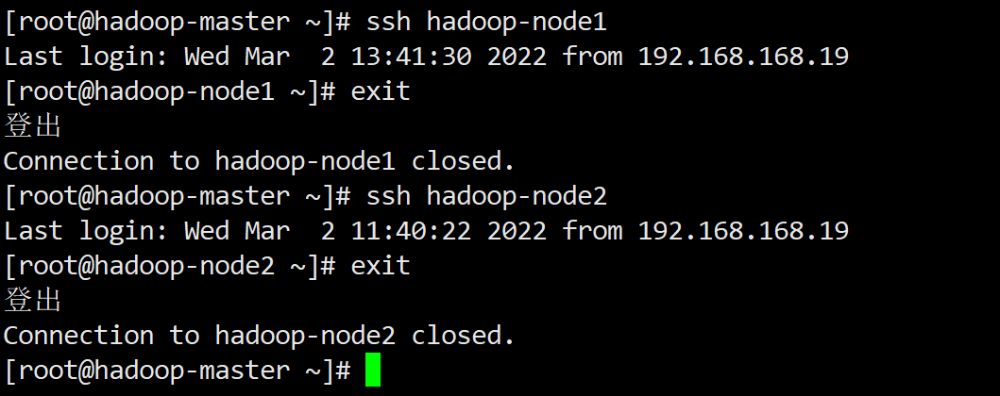 [root@hadoop-master ~]# ssh hadoop-node1
Last login: Wed Mar  2 13:41:30 2022 from 192.168.168.19
[root@hadoop-node1 ~]# exit
登出
Connection to hadoop-node1 closed.
[root@hadoop-master ~]# ssh hadoop-node2
Last login: Wed Mar  2 11:40:22 2022 from 192.168.168.19
[root@hadoop-node2 ~]# exit
登出
Connection to hadoop-node2 closed.
[root@hadoop-master ~]#